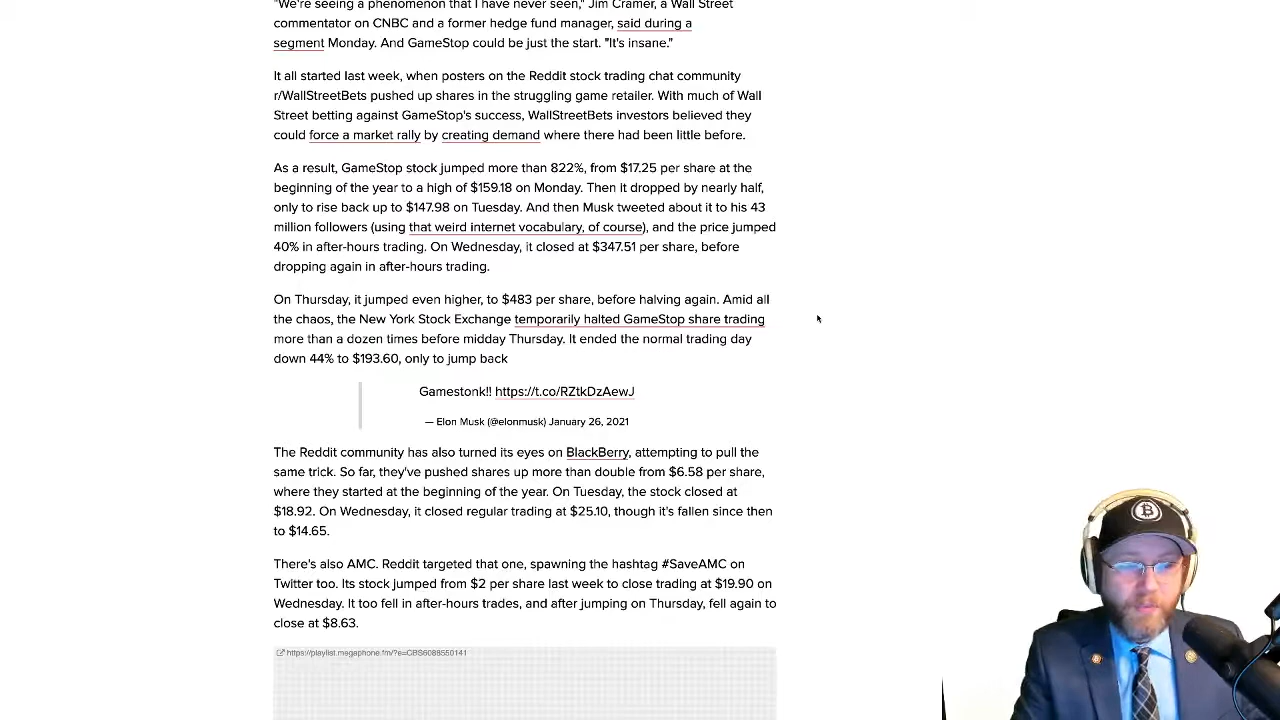 "We're seeing a phenomenon that I have never seen," Jim Cramer, a Wall Street
commentator on CNBC and a former hedge fund manager, said during a
segment Monday. And GameStop could be just the start. "It's insane."
It all started last week, when posters on the Reddit stock trading chat community
r/WallStreetBets pushed up shares in the struggling game retailer. With much of Wall
Street betting against GameStop's success, WallStreetBets investors believed they
could force a market rally by creating demand where there had been little before.
As a result, GameStop stock jumped more than 822%, from $17.25 per share at the
beginning of the year to a high of $159.18 on Monday. Then it dropped by nearly half,
only to rise back up to $147.98 on Tuesday. And then Musk tweeted about it to his 43
million followers (using that weird internet vocabulary, of course), and the price jumped
40% in after-hours trading. On Wednesday, it closed at $347.51 per share, before
dropping again in after-hours trading.
On Thursday, it jumped even higher, to $483 per share, before halving again. Amid all
the chaos, the New York Stock Exchange temporarily halted GameStop share trading
more than a dozen times before midday Thursday. It ended the normal trading day
down 44% to $193.60, only to jump back
Gamestonk!! https://t.co/RZtkDzAewJ
— Elon Musk (@elonmusk) January 26, 2021
The Reddit community has also turned its eyes on BlackBerry, attempting to pull the
same trick. So far, they've pushed shares up more than double from $6.58 per share,
where they started at the beginning of the year. On Tuesday, the stock closed at
$18.92. On Wednesday, it closed regular trading at $25.10, though it's fallen since then
to $14.65.
There's also AMC. Reddit targeted that one, spawning the hashtag #SaveAMC on
Twitter too. Its stock jumped from $2 per share last week to close trading at $19.90 on
Wednesday. It too fell in after-hours trades, and after jumping on Thursday, fell again to
close at $8.63.
https://playlist.megaphone.fm/?e=CBS6088550141